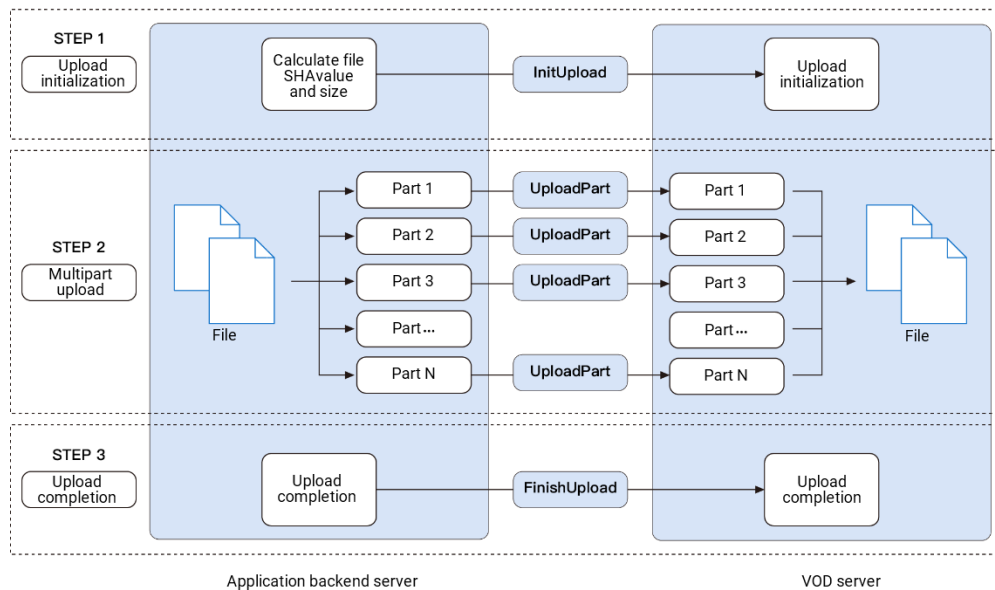 STEP 1
Upload
initialization
Calculate file
SHAvalue
and size
InitUpload
Upload
initialization
STEP 2
Multipart
upload
File
Part 1
UploadPart
Part 1
Part 2
UploadPart
Part 2
Part 3
UploadPart
Part 3
Part...
Part...
Part N
UploadPart
Part N
File
STEP 3
Upload
completion
Upload
completion
FinishUpload
Upload
completion
Application backend server
VOD server